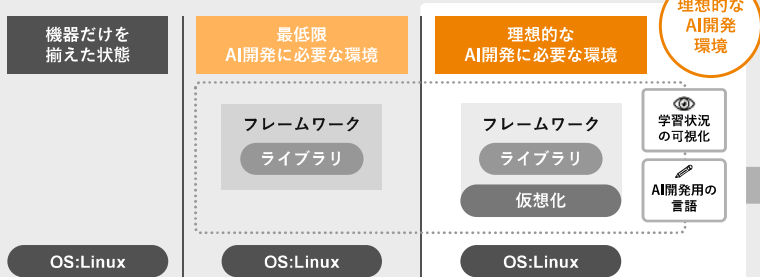 機器だけを
揃えた状態
最低限
AI開発に必要な環境
理想的な
AI開発に必要な環境
理想的な
AI開発
環境
フレームワーク
ライブラリ
フレームワーク
ライブラリ
仮想化
学習状況
の可視化
AI開発用の
言語
OS:Linux
OS:Linux
OS:Linux